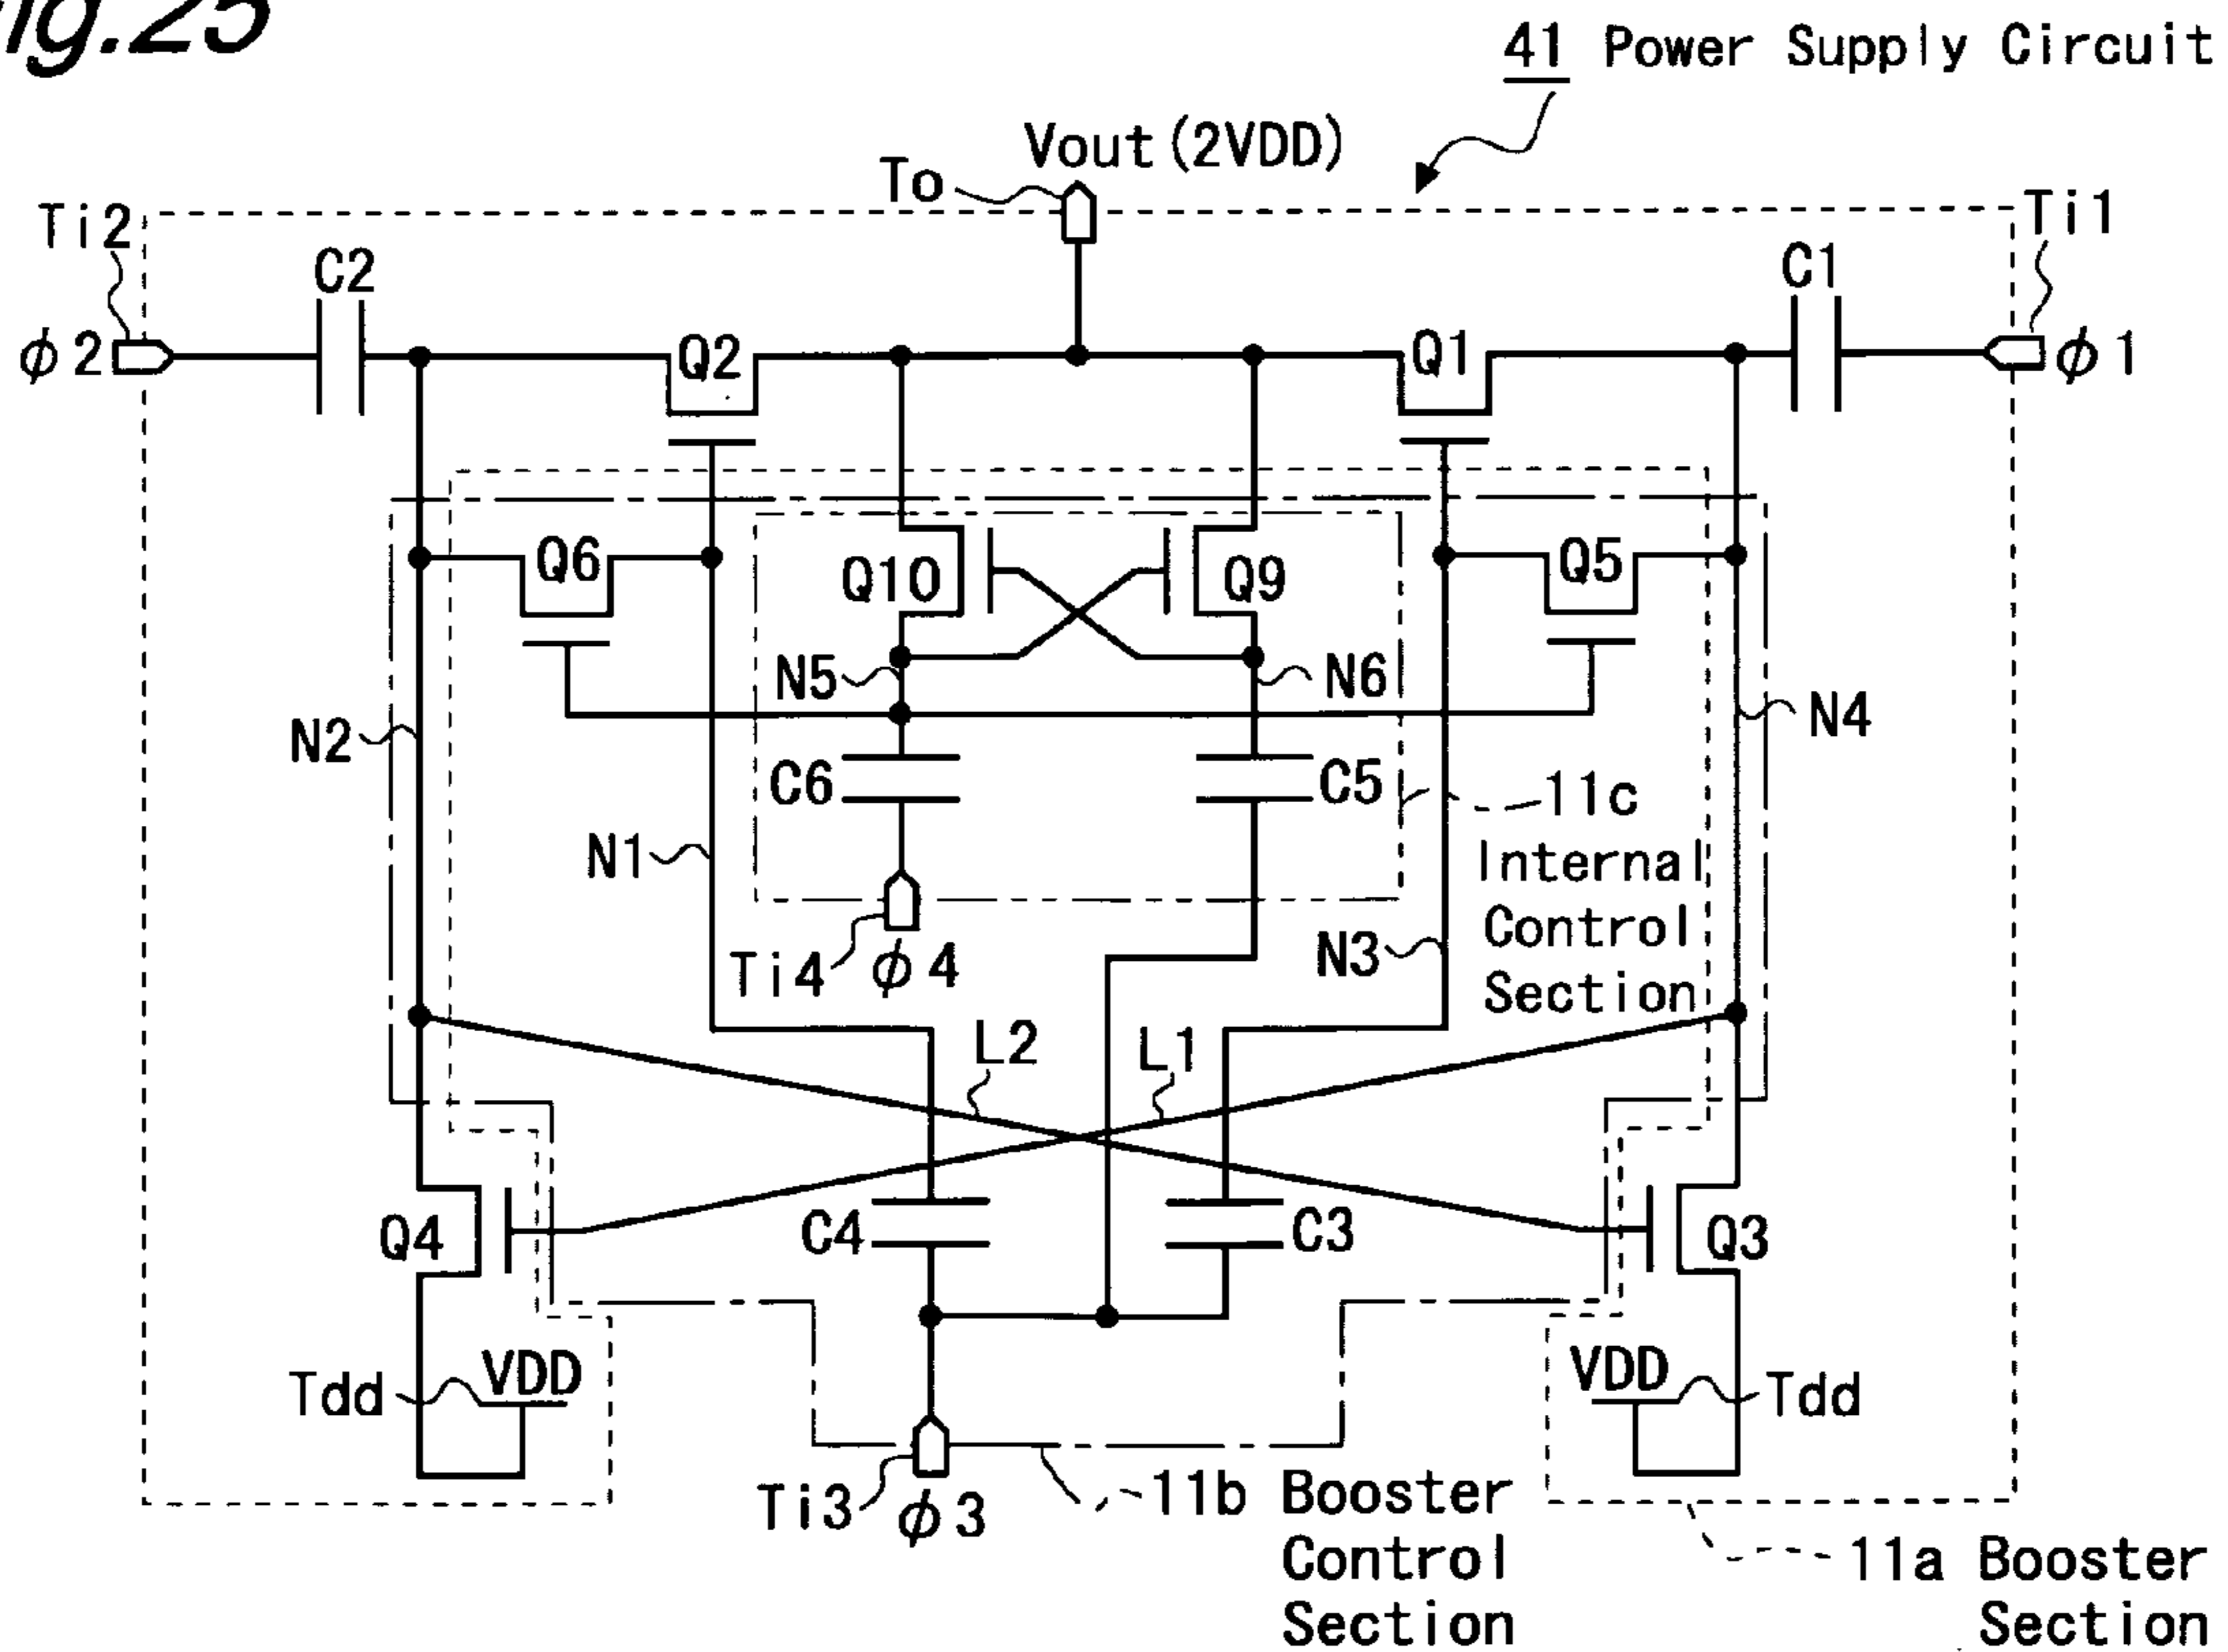 ig.25
41 Power Supply Circuit
Vout(2VDD)
To
Ti2
Ti1
C2
C1
φ2
Q2
Q1
φ1
Q6
Q10
Q9
Q5
N5
N6
N2
N4
C6
C5
11c
Internal
Control
Section
N1
N3
Ti4
φ4
L2
L1
Q4
C4
C3
Q3
Tdd
VDD
VDD
Tdd
Ti3
φ3
11b Booster
Control
Section
11a Booster
Section